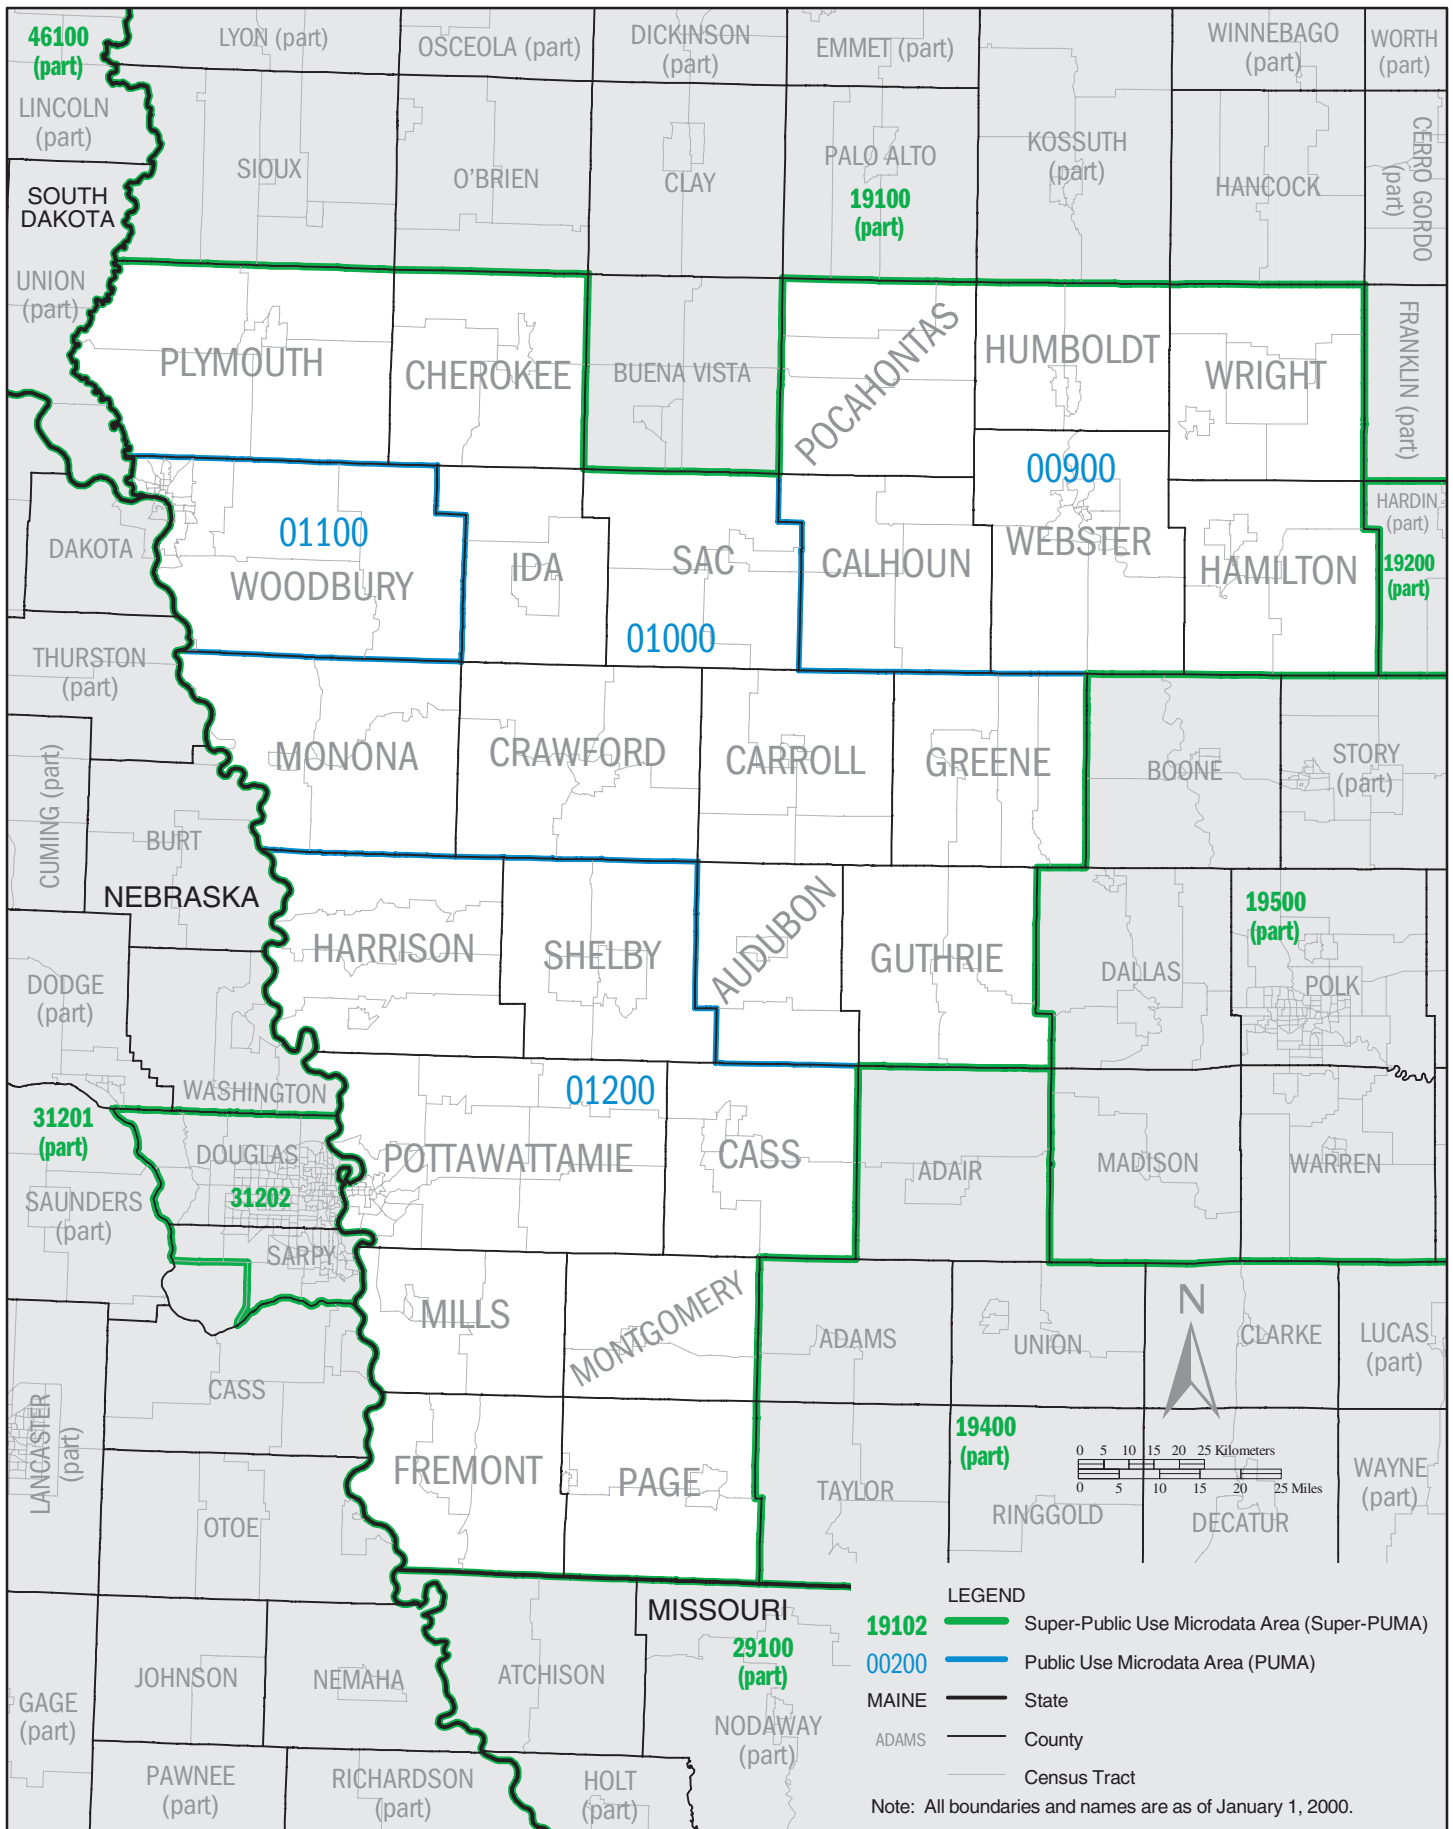 46100
(part)
LYON (part)
OSCEOLA (part)
DICKINSON
(part)
EMMET (part)
WINNEBAGO
(part)
WORTH
(part)
LINCOLN
(part)
SIOUX
O'BRIEN
CLAY
PALO ALTO
19100
(part)
KOSSUTH
(part)
HANCOCK
CERRO GORDO
(part)
SOUTH
DAKOTA
UNION
(part)
PLYMOUTH
CHEROKEE
BUENA VISTA
POCAHONTAS
HUMBOLDT
WRIGHT
FRANKLIN (part)
00900
DAKOTA
01100
WOODBURY
IDA
SAC
01000
CALHOUN
WEBSTER
HAMILTON
HARDIN
(part)
19200
(part)
THURSTON
(part)
CUMING (part)
MONONA
CRAWFORD
CARROLL
GREENE
BOONE
STORY
(part)
BURT
NEBRASKA
HARRISON
SHELBY
AUDUBON
GUTHRIE
DALLAS
19500
(part)
POLK
DODGE
(part)
WASHINGTON
31201
(part)
SAUNDERS
(part)
DOUGLAS
31202
SARPY
01200
POTTAWATTAMIE
CASS
ADAIR
MADISON
WARREN
MILLS
MONTGOMERY
ADAMS
UNION
N
CLARKE
LUCAS
(part)
CASS
LANCASTER
(part)
FREMONT
PAGE
TAYLOR
19400
(part)
RINGGOLD
0 5 10 15 20 25 Kilometers
0 5 10 15 20 25 Miles
DECATUR
WAYNE
(part)
OTOE
MISSOURI
29100
(part)
JOHNSON
NEMAHA
ATCHISON
GAGE
(part)
NODAWAY
(part)
PAWNEE
(part)
RICHARDSON
(part)
HOLT
(part)
LEGEND
19102 Super-Public Use Microdata Area (Super-PUMA)
00200 Public Use Microdata Area (PUMA)
MAINE State
ADAMS County
Census Tract
Note: All boundaries and names are as of January 1, 2000.